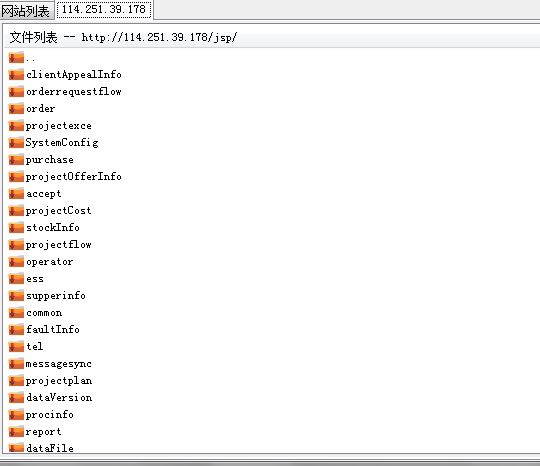 网站列表 114.251.39.178
文件列表 -- http://114.251.39.178/jsp/
..
clientAppealInfo
orderrequestflow
order
projectexce
SystemConfig
purchase
projectOfferInfo
accept
projectCost
stockInfo
projectflow
operator
ess
supperinfo
common
faultInfo
tel
messagesync
projectplan
dataVersion
procinfo
report
dataFile